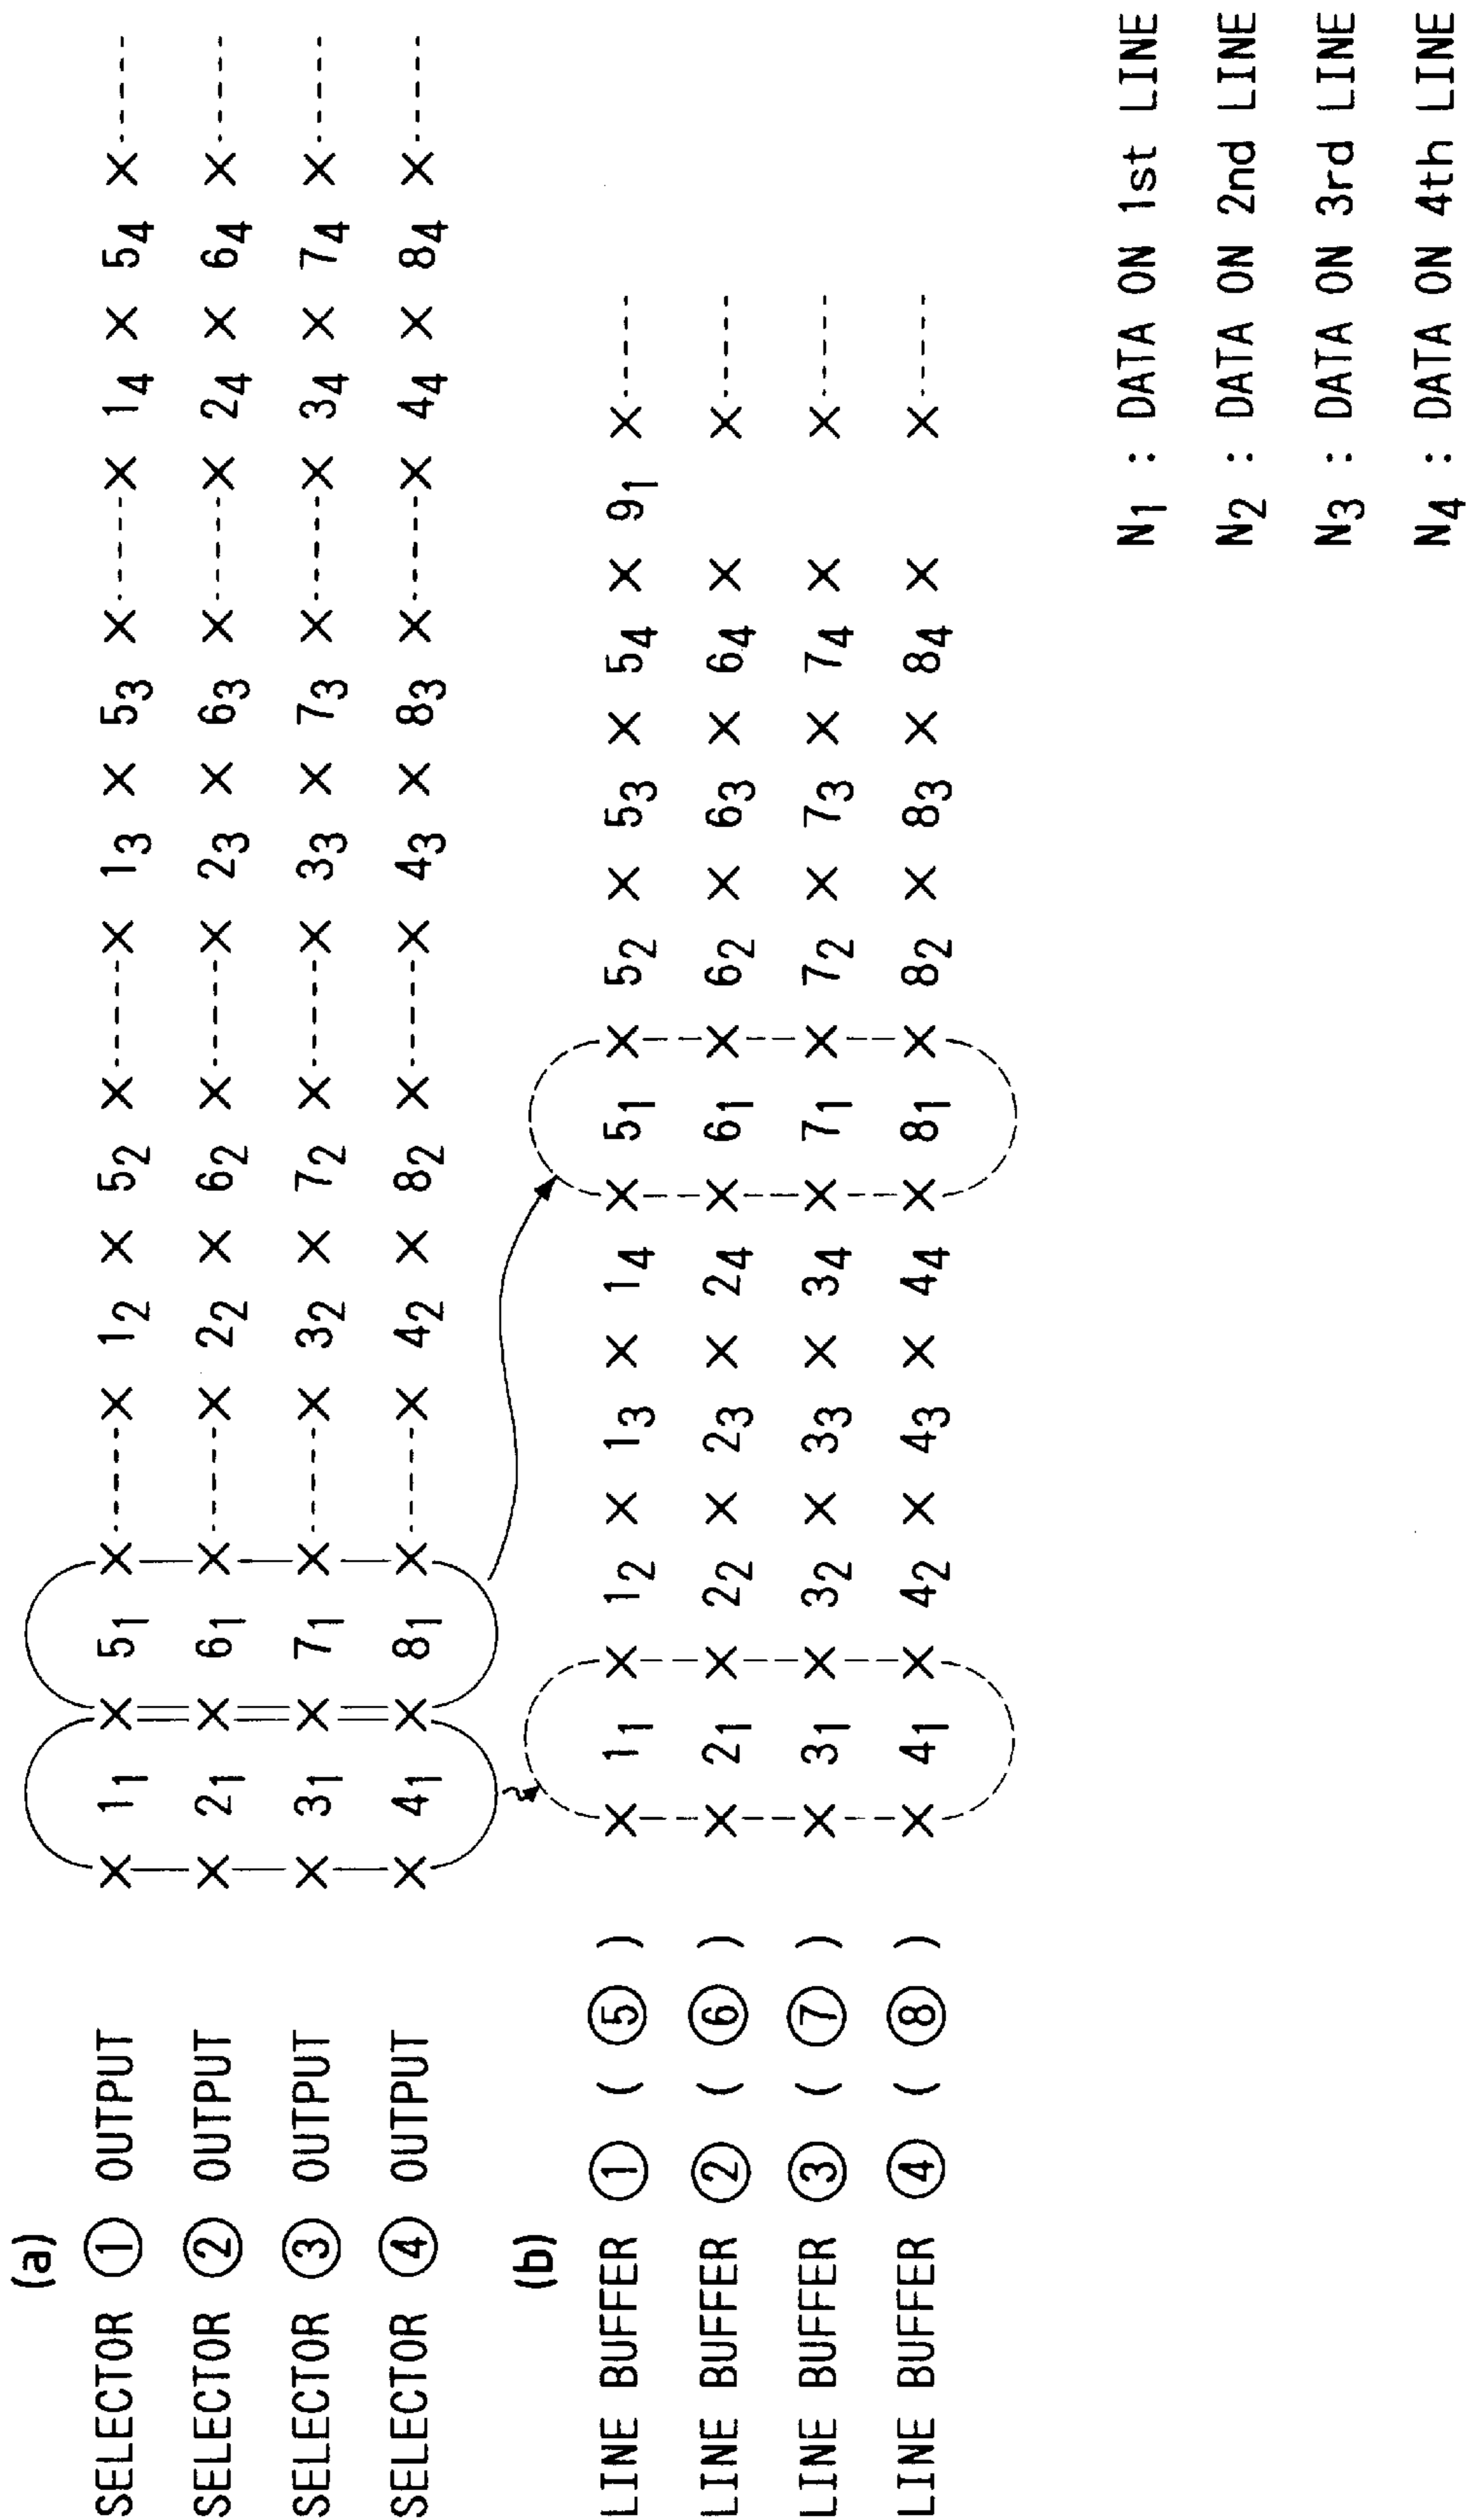 (a)
SELECTOR ① OUTPUT X 1₁ X 5₁ X ----- X 1₂ X 5₂ X ----- X 1₃ X 5₃ X ----- X 1₄ X 5₄ X -----
SELECTOR ② OUTPUT X 2₁ X 6₁ X ----- X 2₂ X 6₂ X ----- X 2₃ X 6₃ X ----- X 2₄ X 6₄ X -----
SELECTOR ③ OUTPUT X 3₁ X 7₁ X ----- X 3₂ X 7₂ X ----- X 3₃ X 7₃ X ----- X 3₄ X 7₄ X -----
SELECTOR ④ OUTPUT X 4₁ X 8₁ X ----- X 4₂ X 8₂ X ----- X 4₃ X 8₃ X ----- X 4₄ X 8₄ X -----
(b)
LINE BUFFER ① ( ⑤ ) X 1₁ X 1₂ X 1₃ X 1₄ X 5₁ X 5₂ X 5₃ X 5₄ X 9₁ X -----
LINE BUFFER ② ( ⑥ ) X 2₁ X 2₂ X 2₃ X 2₄ X 6₁ X 6₂ X 6₃ X 6₄ X X -----
LINE BUFFER ③ ( ⑦ ) X 3₁ X 3₂ X 3₃ X 3₄ X 7₁ X 7₂ X 7₃ X 7₄ X X -----
LINE BUFFER ④ ( ⑧ ) X 4₁ X 4₂ X 4₃ X 4₄ X 8₁ X 8₂ X 8₃ X 8₄ X X -----
N₁ : DATA ON 1st LINE
N₂ : DATA ON 2nd LINE
N₃ : DATA ON 3rd LINE
N₄ : DATA ON 4th LINE